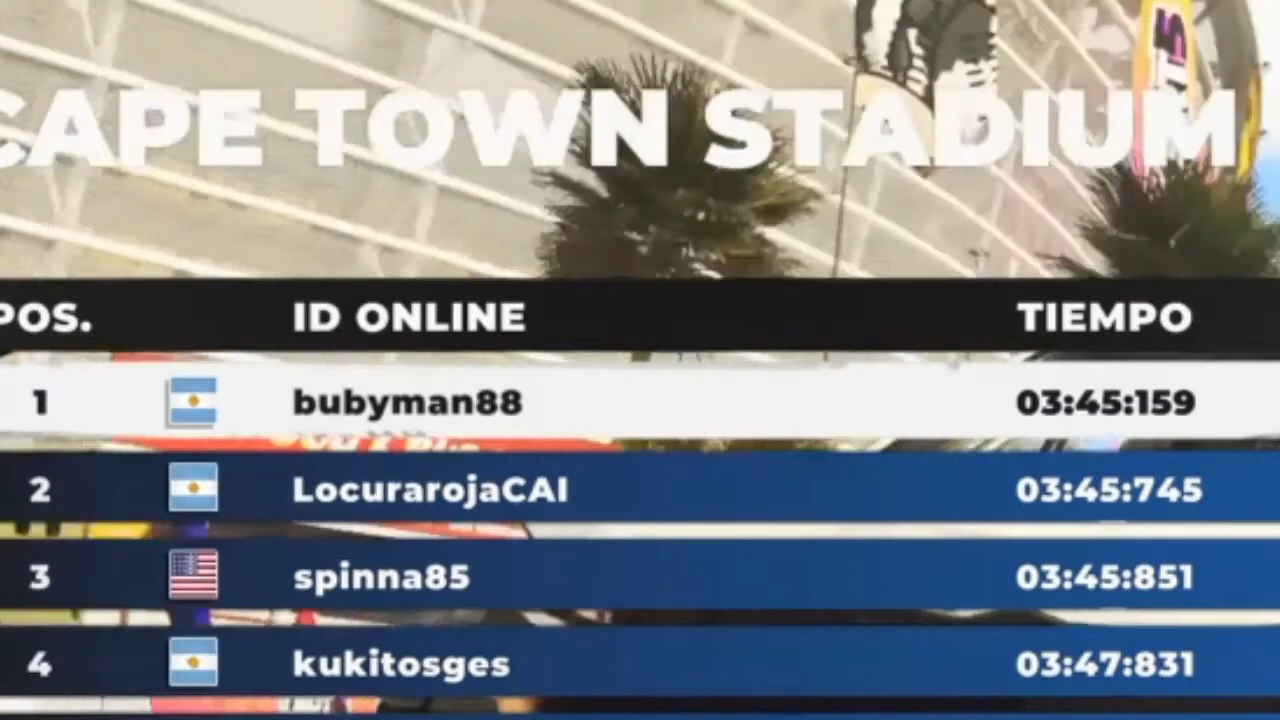 CAPE TOWN STADIUM
POS. ID ONLINE TIEMPO
1 bubyman88 03:45:159
2 LocurarojaCAI 03:45:745
3 spinna85 03:45:851
4 kukitosges 03:47:831